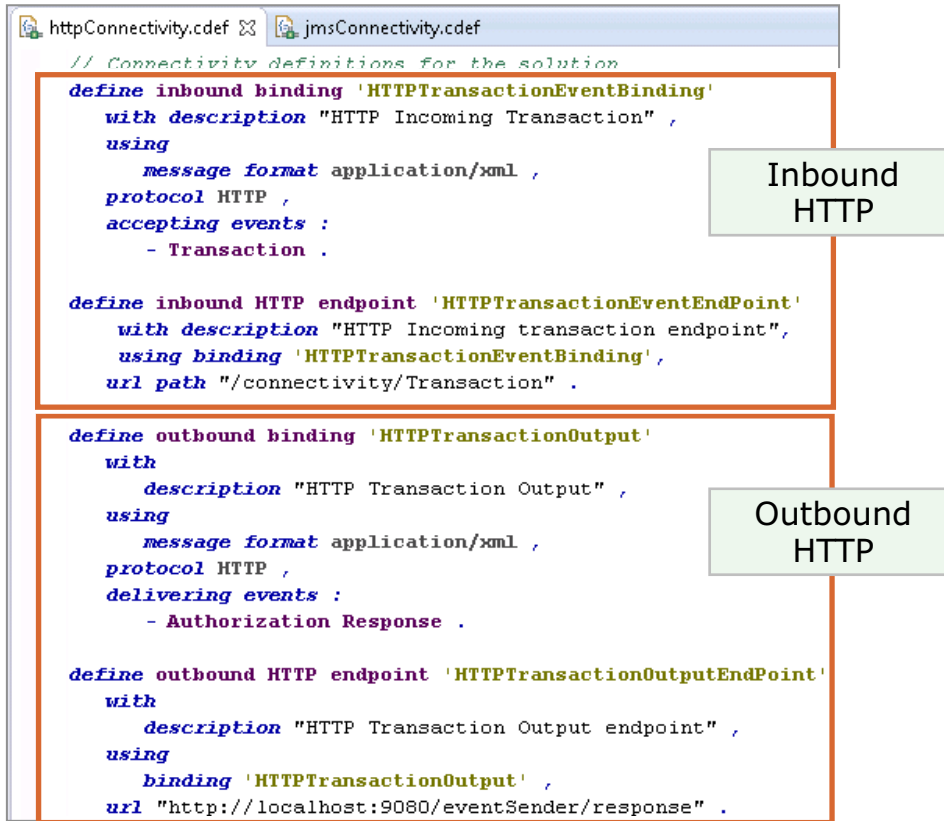 httpConnectivity.cdef jmsConnectivity.cdef
// Connectivity definitions for the solution
define inbound binding 'HTTPTransactionEventBinding'
with description "HTTP Incoming Transaction" ,
using
message format application/xml ,
protocol HTTP ,
accepting events :
- Transaction .
Inbound
HTTP
define inbound HTTP endpoint 'HTTPTransactionEventEndPoint'
with description "HTTP Incoming transaction endpoint",
using binding 'HTTPTransactionEventBinding',
url path "/connectivity/Transaction" .
define outbound binding 'HTTPTransactionOutput'
with
description "HTTP Transaction Output" ,
using
message format application/xml ,
protocol HTTP ,
delivering events :
- Authorization Response .
Outbound
HTTP
define outbound HTTP endpoint 'HTTPTransactionOutputEndPoint'
with
description "HTTP Transaction Output endpoint" ,
using
binding 'HTTPTransactionOutput' ,
url "http://localhost:9080/eventSender/response" .